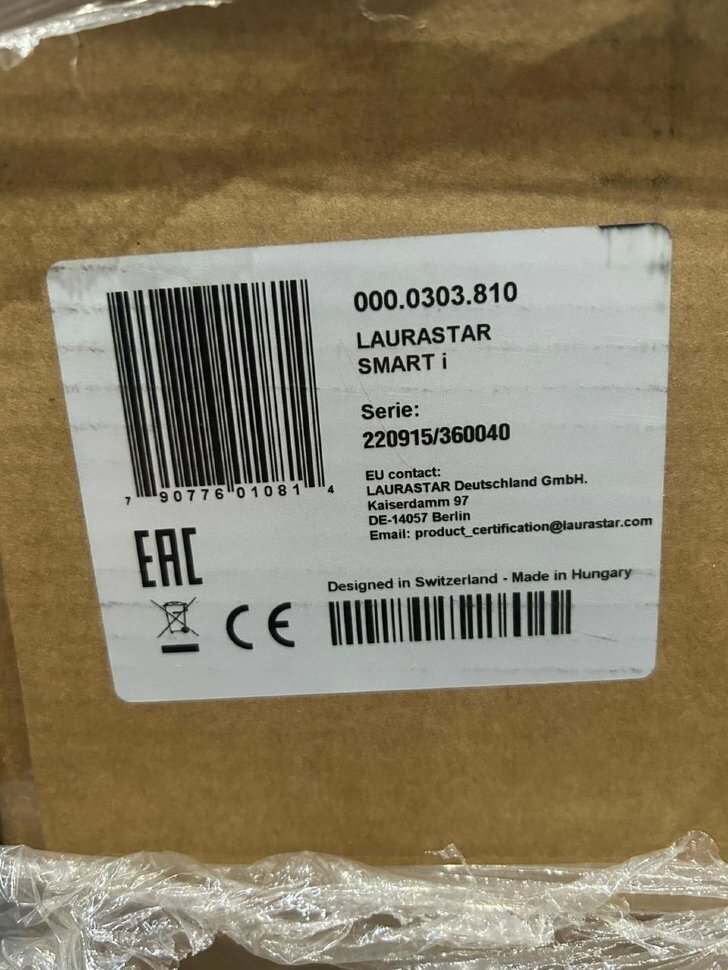 000.0303.810
LAURASTAR
SMART i
Serie:
220915/360040
EU contact:
LAURASTAR Deutschland GmbH.
Kaiserdamm 97
DE-14057 Berlin
Email: product_certification@laurastar.com
7 90776 01081 4
EAC
CE
Designed in Switzerland - Made in Hungary